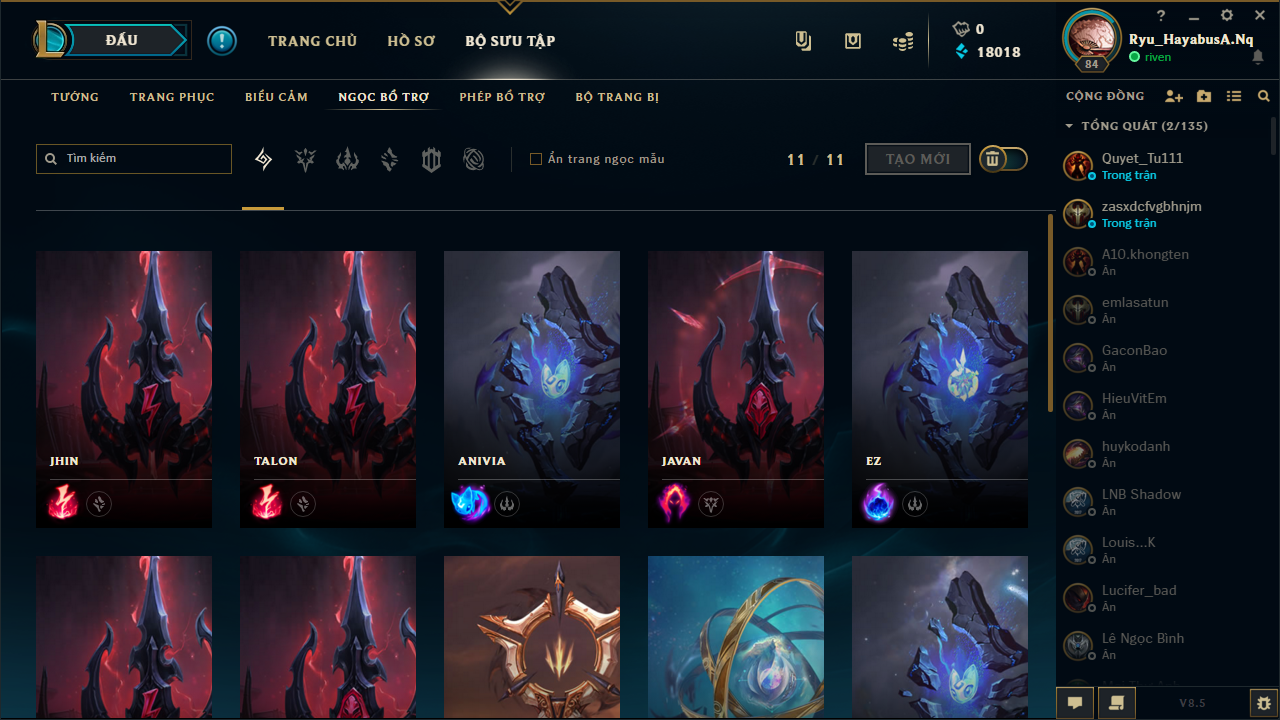 ĐẤU
TRANG CHỦ
HỒ SƠ
BỘ SƯU TẬP
0
18018
84
Ryu_HayabusA.Nq
riven
TƯỚNG
TRANG PHỤC
BIỂU CẢM
NGỌC BỔ TRỢ
PHÉP BỔ TRỢ
BỘ TRANG BỊ
Tìm kiếm
Ẩn trang ngọc mẫu
11 / 11
TẠO MỚI
JHIN
TALON
ANIVIA
JAVAN
EZ
CỘNG ĐỒNG
TỔNG QUÁT (2/135)
Quyet_Tu111
Trong trận
zasxdcfvgbhnjm
Trong trận
A10.khongten
Ẩn
emlasatun
Ẩn
GaconBao
Ẩn
HieuVitEm
Ẩn
huykodanh
Ẩn
LNB Shadow
Ẩn
Louis...K
Ẩn
Lucifer_bad
Ẩn
Lê Ngọc Bình
Ẩn
V8.5